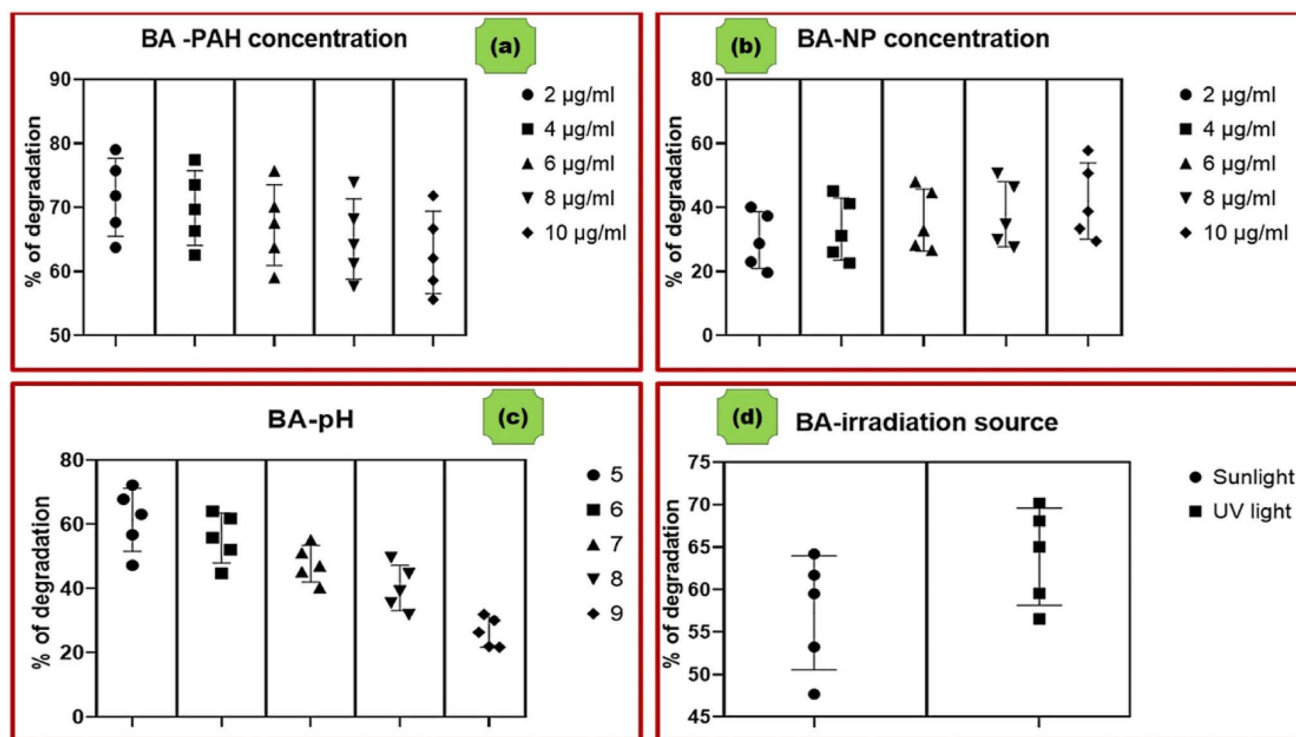 BA -PAH concentration
(a)
% of degradation
90
80
70
60
50
2 µg/ml
4 µg/ml
6 µg/ml
8 µg/ml
10 µg/ml
(b)
BA-NP concentration
% of degradation
80
60
40
20
0
2 µg/ml
4 µg/ml
6 µg/ml
8 µg/ml
10 µg/ml
BA-pH
(c)
% of degradation
80
60
40
20
0
5
6
7
8
9
(d)
BA-irradiation source
% of degradation
75
70
65
60
55
50
45
Sunlight
UV light